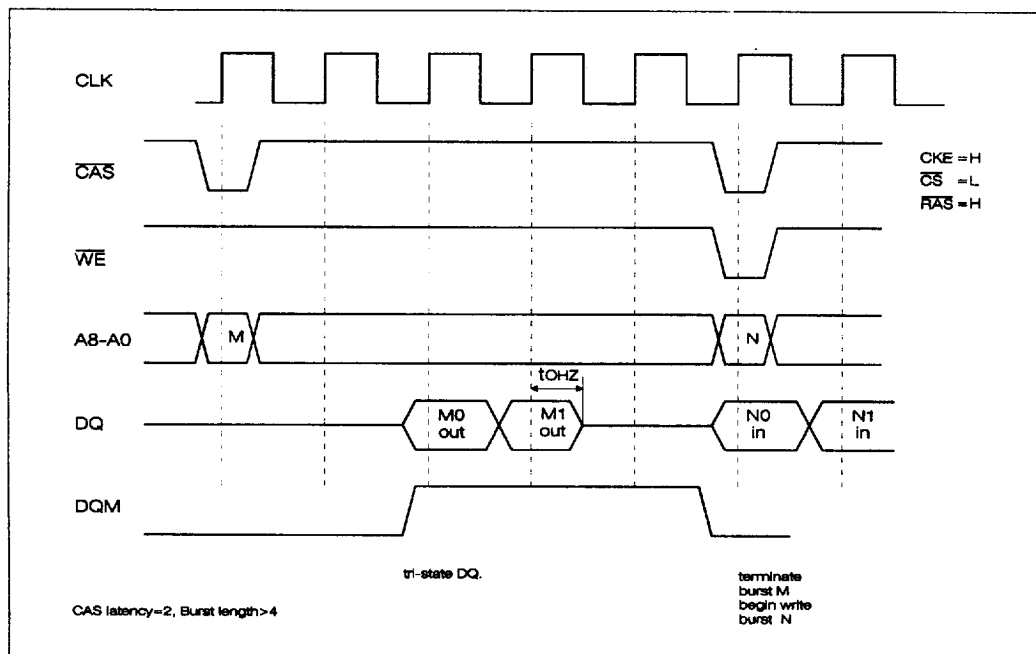 CLK
CAS
CKE =H
CS =L
RAS =H
WE
A8-A0
M
N
tOHZ
DQ
M0
out
M1
out
N0
in
N1
in
DQM
tri-state DQ.
terminate
burst M
begin write
burst N
CAS latency=2, Burst length>4